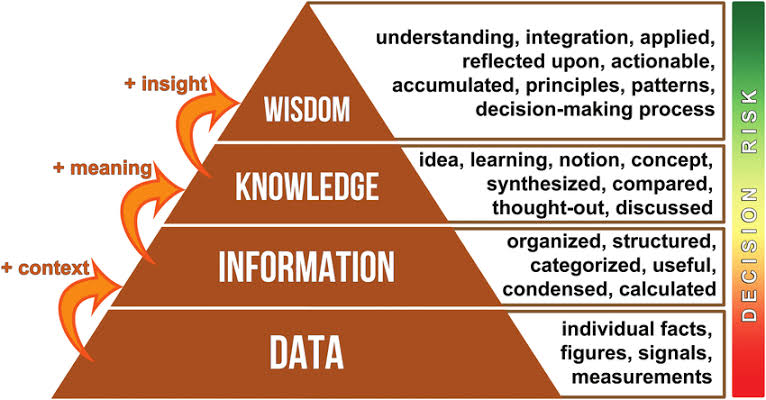 + insight
WISDOM
understanding, integration, applied,
reflected upon, actionable,
accumulated, principles, patterns,
decision-making process
+ meaning
KNOWLEDGE
idea, learning, notion, concept,
synthesized, compared,
thought-out, discussed
+ context
INFORMATION
organized, structured,
categorized, useful,
condensed, calculated
DATA
individual facts,
figures, signals,
measurements
DECISION RISK